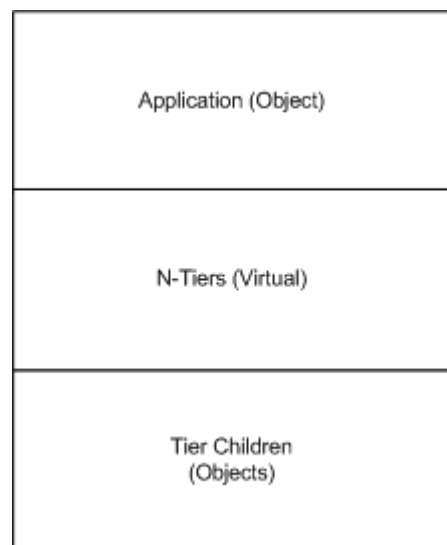 Application (Object)
N-Tiers (Virtual)
Tier Children
(Objects)